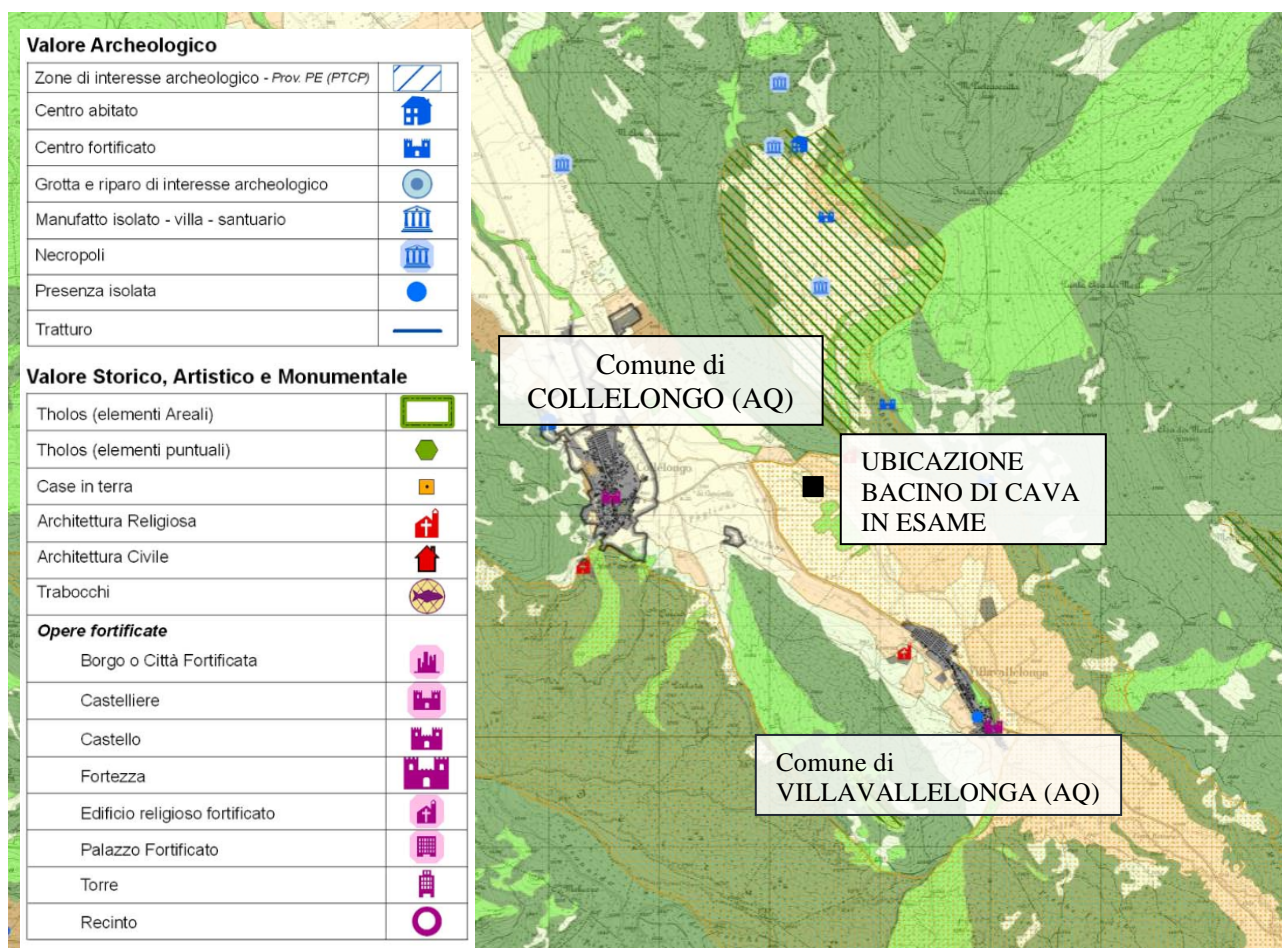 Valore Archeologico
Zone di interesse archeologico - Prov. PE (PTCP)
Centro abitato
Centro fortificato
Grotta e riparo di interesse archeologico
Manufatto isolato - villa - santuario
Necropoli
Presenza isolata
Tratturo
Valore Storico, Artistico e Monumentale
Tholos (elementi Areali)
Tholos (elementi puntuali)
Case in terra
Architettura Religiosa
Architettura Civile
Trabocchi
Opere fortificate
Borgo o Città Fortificata
Castelliere
Castello
Fortezza
Edificio religioso fortificato
Palazzo Fortificato
Torre
Recinto
Comune di
COLLELONGO (AQ)
UBICAZIONE
BACINO DI CAVA
IN ESAME
Collelongo
Villavallelonga
Comune di
VILLAVALLELONGA (AQ)